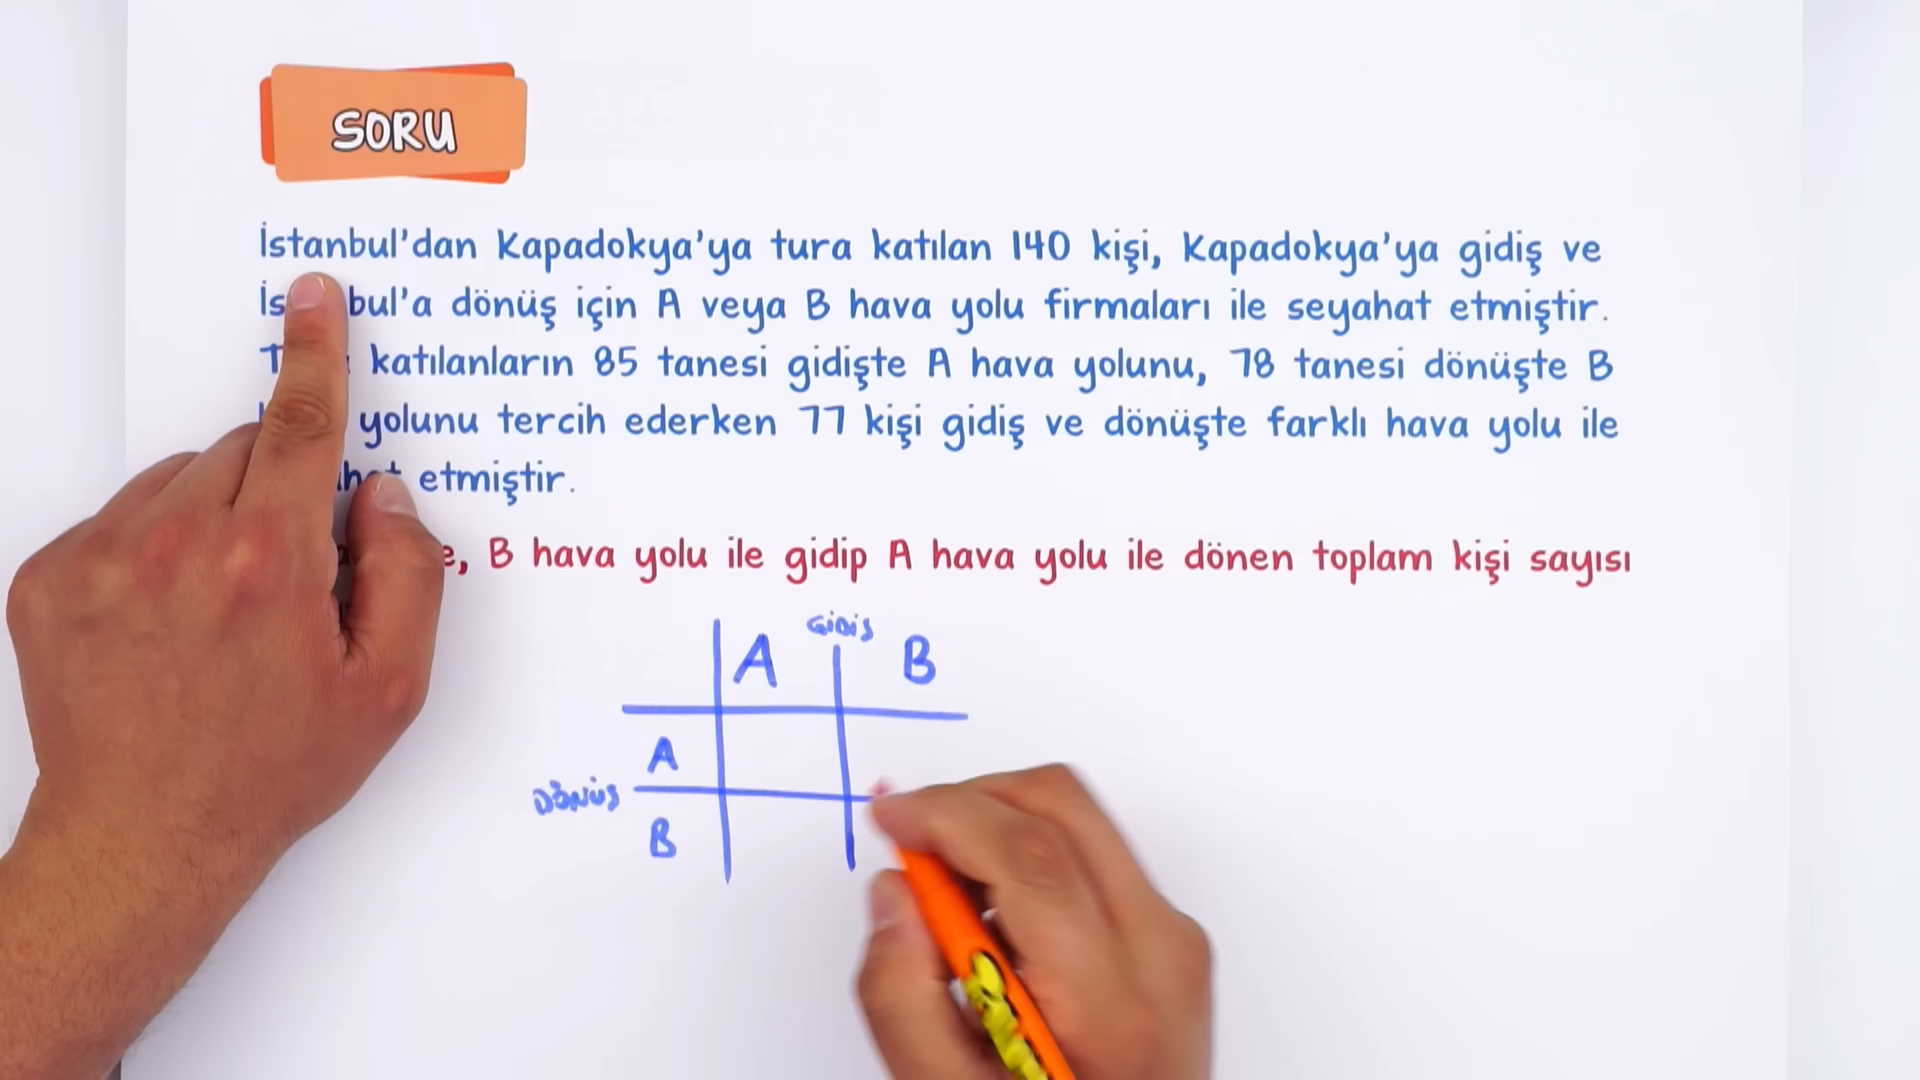 SORU
İstanbul'dan Kapadokya'ya tura katılan 140 kişi, Kapadokya'ya gidiş ve
bul'a dönüş için A veya B hava yolu firmaları ile seyahat etmiştir.
katılanların 85 tanesi gidişte A hava yolunu, 78 tanesi dönüşte B
yolunu tercih ederken 77 kişi gidiş ve dönüşte farklı hava yolu ile
etmiştir.
B hava yolu ile gidip A hava yolu ile dönen toplam kişi sayısı
GİDİŞ
A B
A
DÖNÜŞ
B